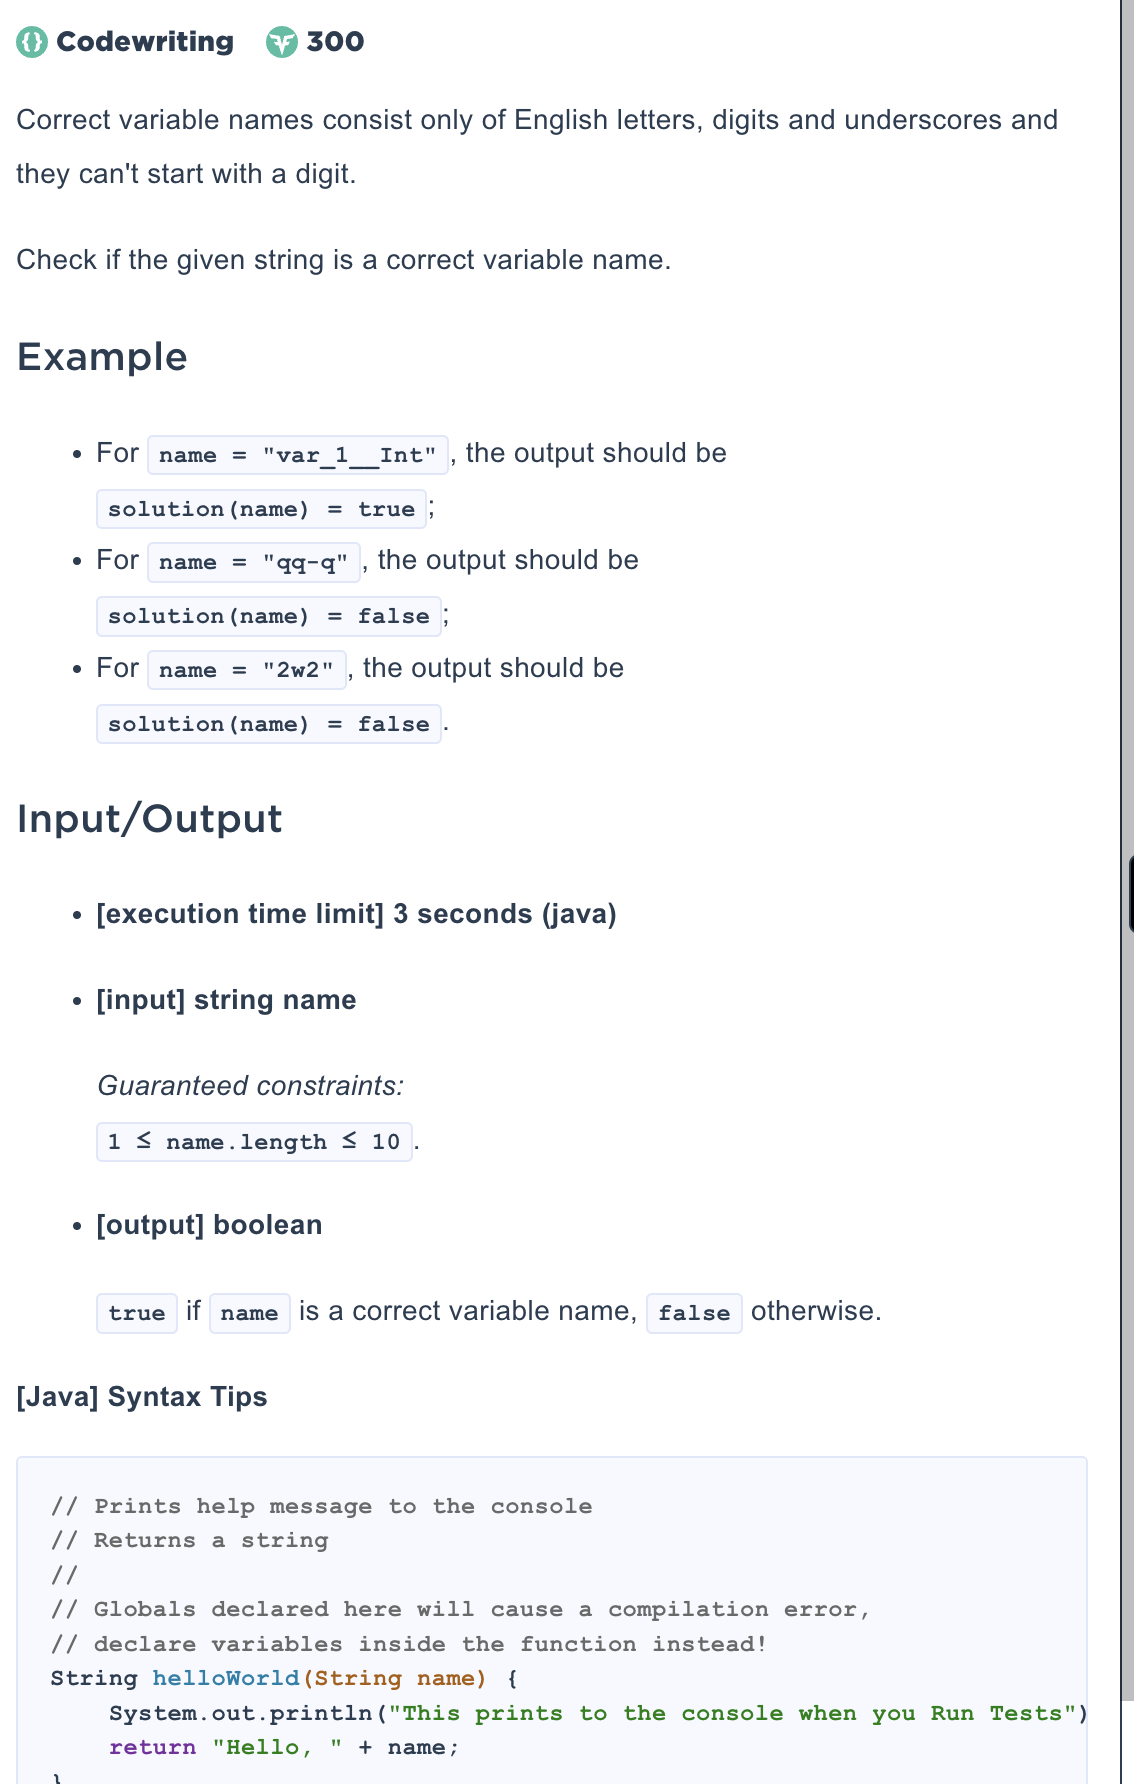 Codewriting 300
Correct variable names consist only of English letters, digits and underscores and
they can't start with a digit.
Check if the given string is a correct variable name.
Example
• For name = "var_1__Int", the output should be
solution(name) = true;
• For name = "qq-q", the output should be
solution(name) = false;
• For name = "2w2", the output should be
solution(name) = false.
Input/Output
• [execution time limit] 3 seconds (java)
• [input] string name
Guaranteed constraints:
1 ≤ name.length ≤ 10.
• [output] boolean
true if name is a correct variable name, false otherwise.
[Java] Syntax Tips
// Prints help message to the console
// Returns a string
//
// Globals declared here will cause a compilation error,
// declare variables inside the function instead!
String helloWorld(String name) {
    System.out.println("This prints to the console when you Run Tests")
    return "Hello, " + name;
}